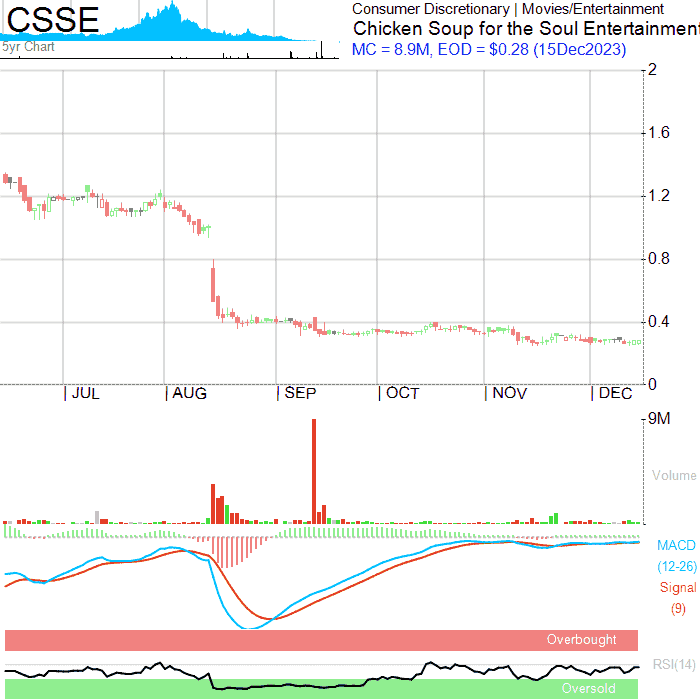 CSSE
5yr Chart
Consumer Discretionary | Movies/Entertainment
Chicken Soup for the Soul Entertainment
MC = 8.9M, EOD = $0.28 (15Dec2023)
2
1.6
1.2
0.8
0.4
0
JUL AUG SEP OCT NOV DEC
9M
Volume
MACD
(12-26)
Signal
(9)
Overbought
RSI(14)
Oversold